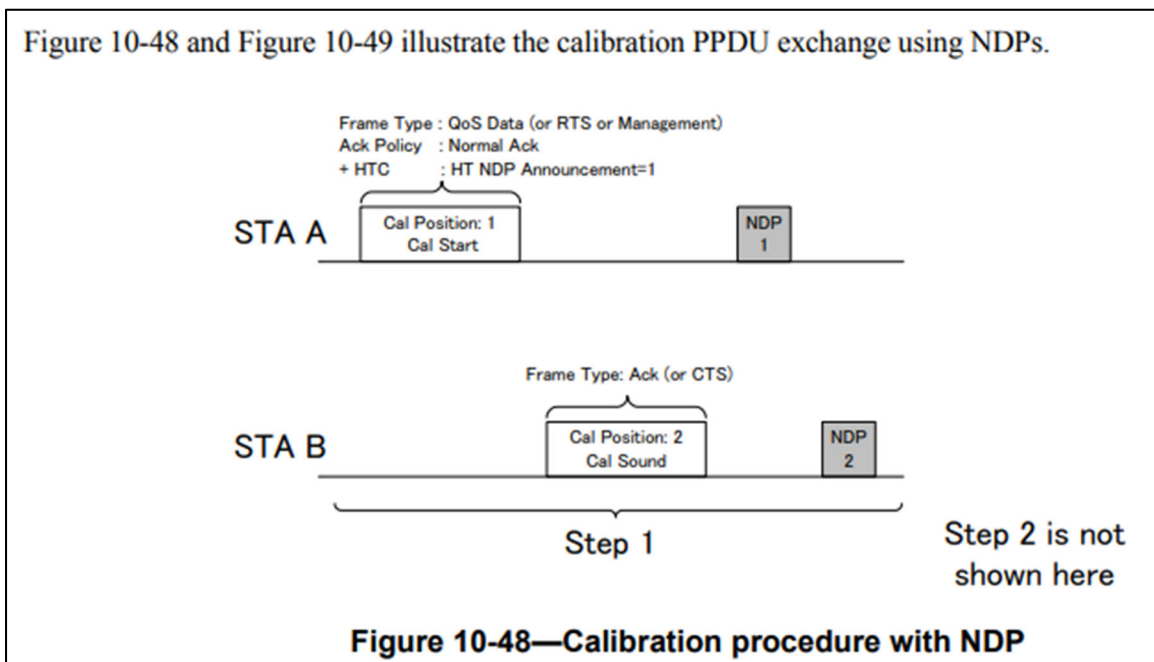 Figure 10-48 and Figure 10-49 illustrate the calibration PPDU exchange using NDPs.
Frame Type : QoS Data (or RTS or Management)
Ack Policy : Normal Ack
+ HTC : HT NDP Announcement=1
STA A
Cal Position: 1
Cal Start
NDP
1
Frame Type: Ack (or CTS)
STA B
Cal Position: 2
Cal Sound
NDP
2
Step 1
Step 2 is not
shown here
Figure 10-48—Calibration procedure with NDP